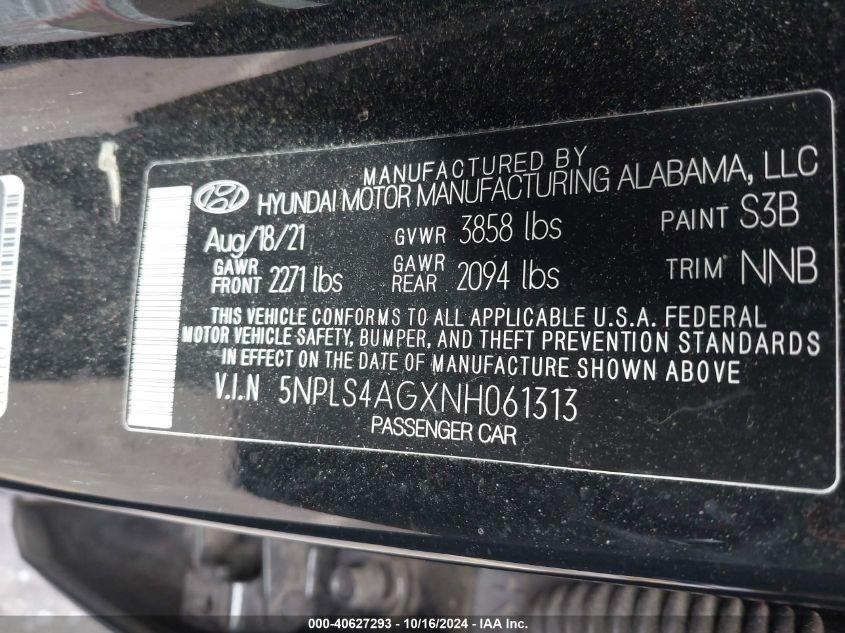 MANUFACTURED BY
HYUNDAI MOTOR MANUFACTURING ALABAMA, LLC
Aug/18/21 GVWR 3858 lbs PAINT S3B
GAWR FRONT 2271 lbs GAWR REAR 2094 lbs TRIM NNB
THIS VEHICLE CONFORMS TO ALL APPLICABLE U.S.A. FEDERAL
MOTOR VEHICLE SAFETY, BUMPER, AND THEFT PREVENTION STANDARDS
IN EFFECT ON THE DATE OF MANUFACTURE SHOWN ABOVE
V.I.N 5NPLS4AGXNH061313
PASSENGER CAR
000-40627293 - 10/16/2024 - IAA Inc.